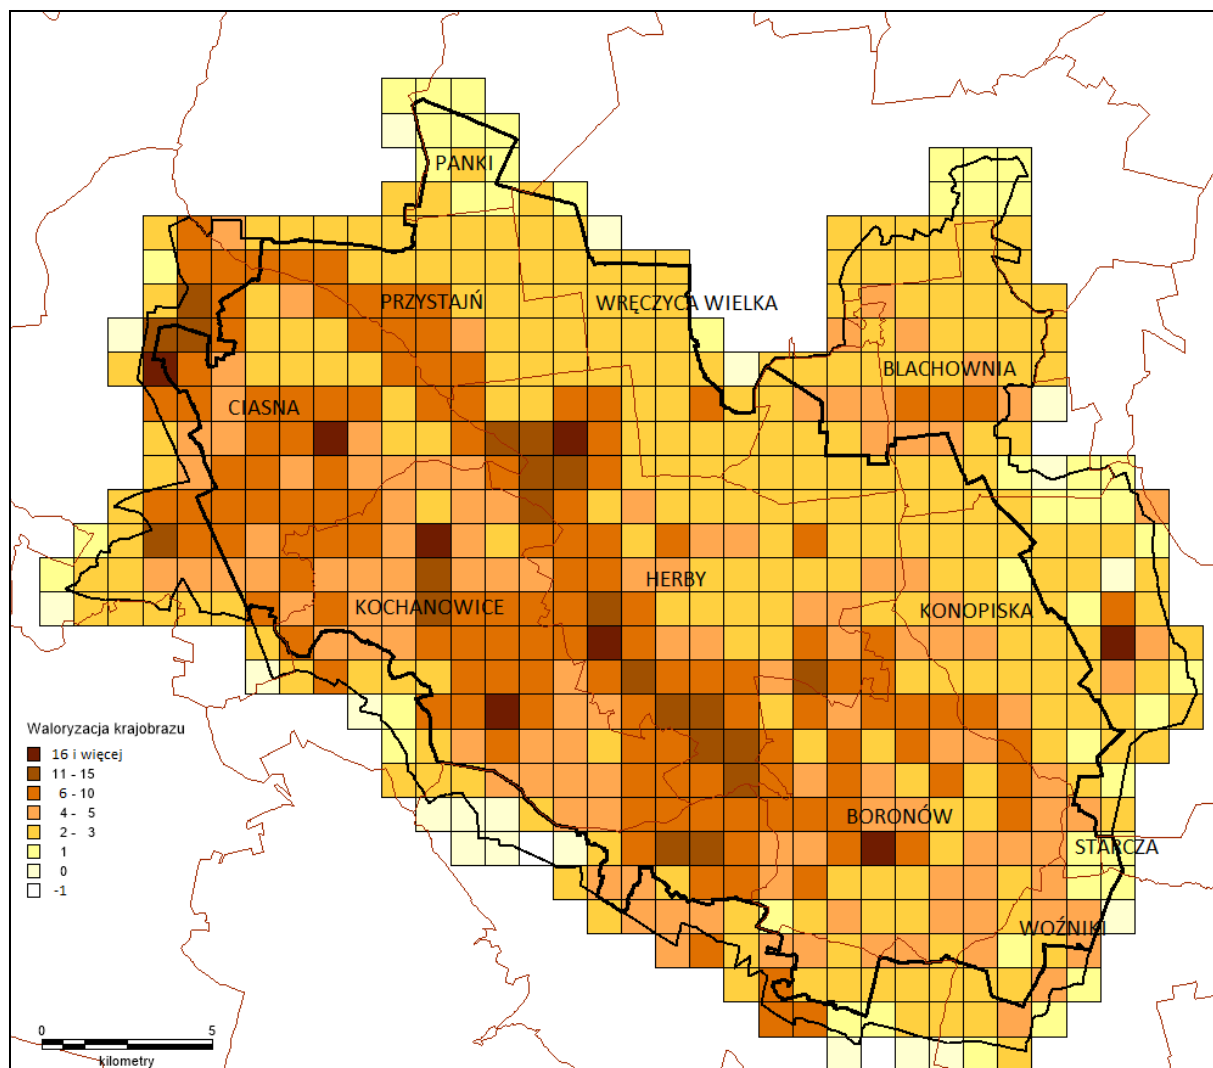 PANKI
PRZYSTAJŃ
WRĘCZYCA WIELKA
BLACHOWNIA
CIASNA
HERBY
KOCHANOWICE
KONOPISKA
BORONÓW
STARCZA
WOŹNIKI
Waloryzacja krajobrazu
16 i więcej
11 - 15
6 - 10
4 - 5
2 - 3
1
0
-1
0 5
kilometry